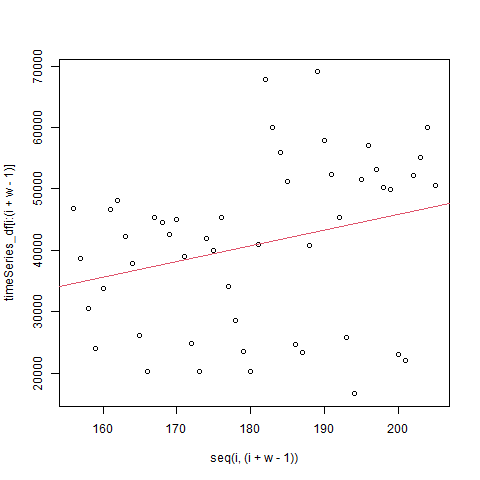 70000
60000
50000
40000
30000
20000
timeSeries_df[i:(i + w - 1)]
160 170 180 190 200
seq(i, (i + w - 1))